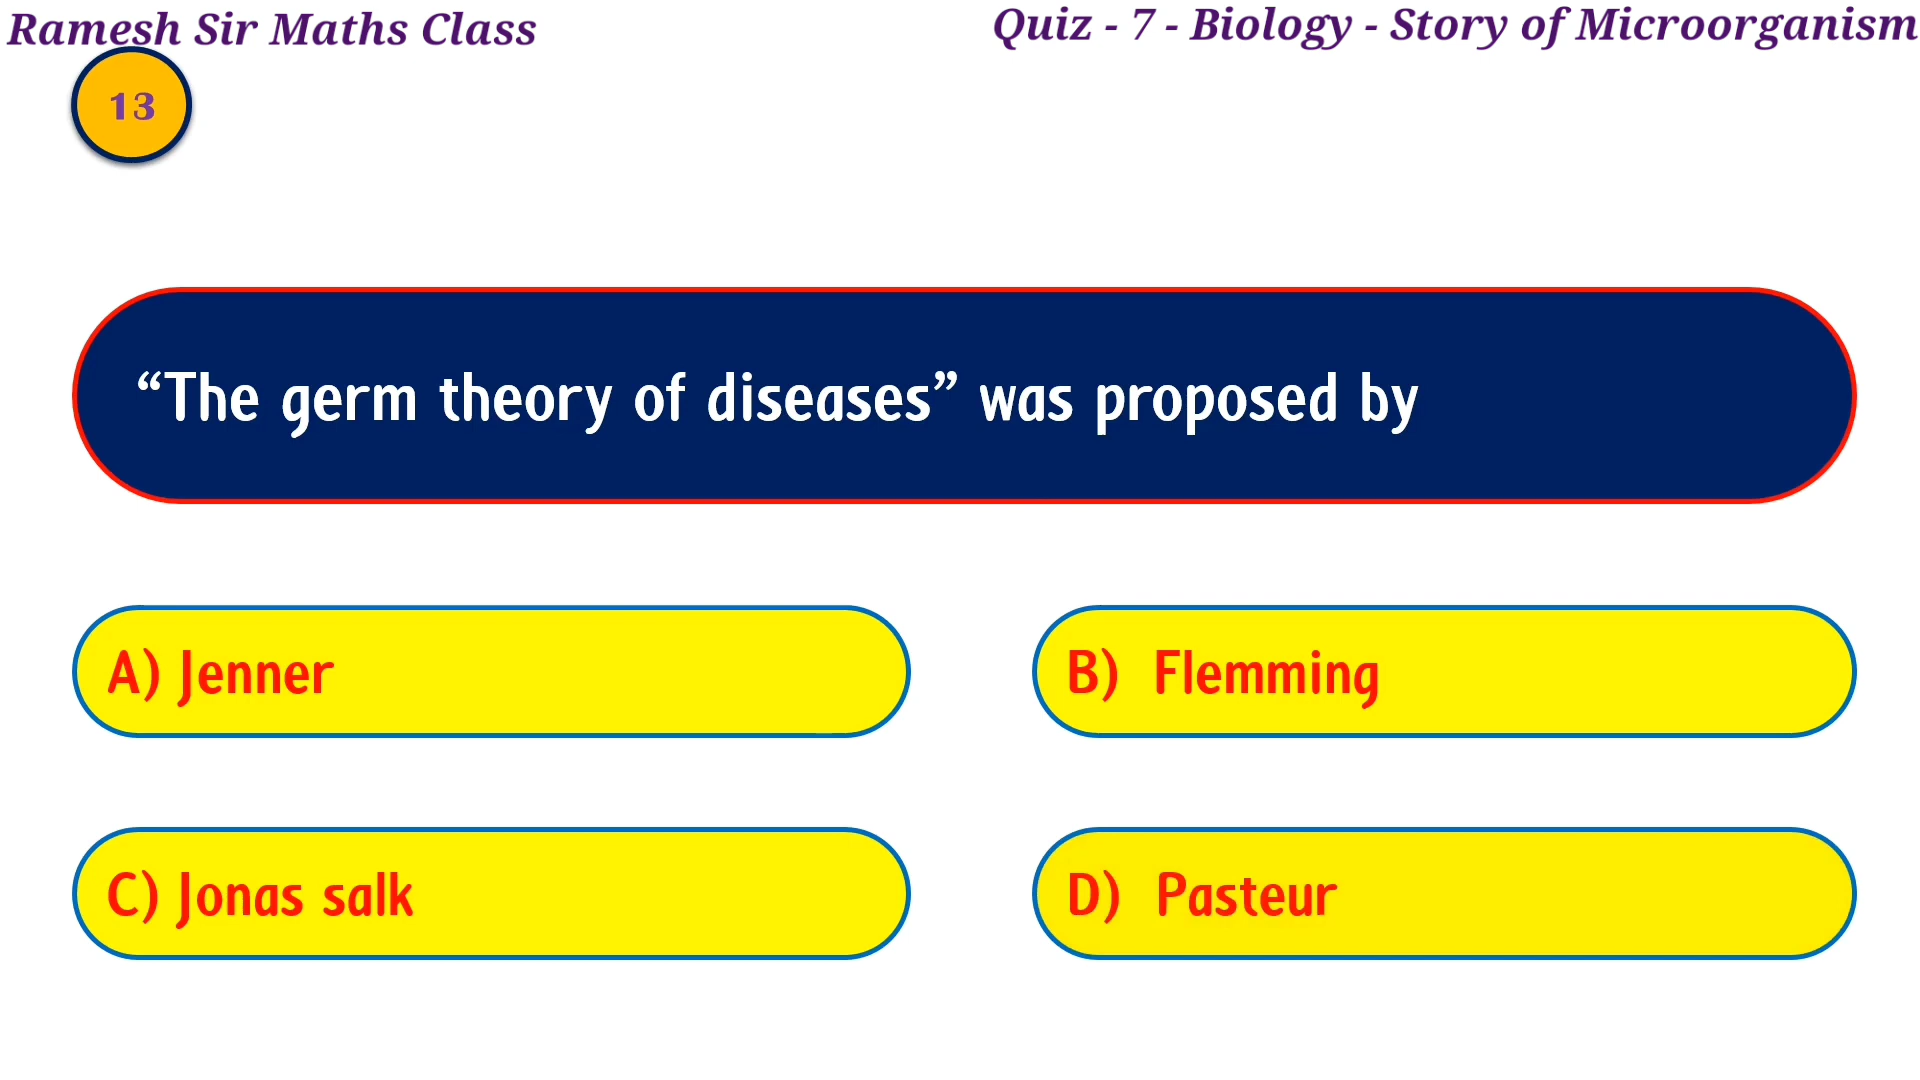 Ramesh Sir Maths Class
Quiz - 7 - Biology - Story of Microorganism
13
“The germ theory of diseases” was proposed by
A) Jenner
B) Flemming
C) Jonas salk
D) Pasteur